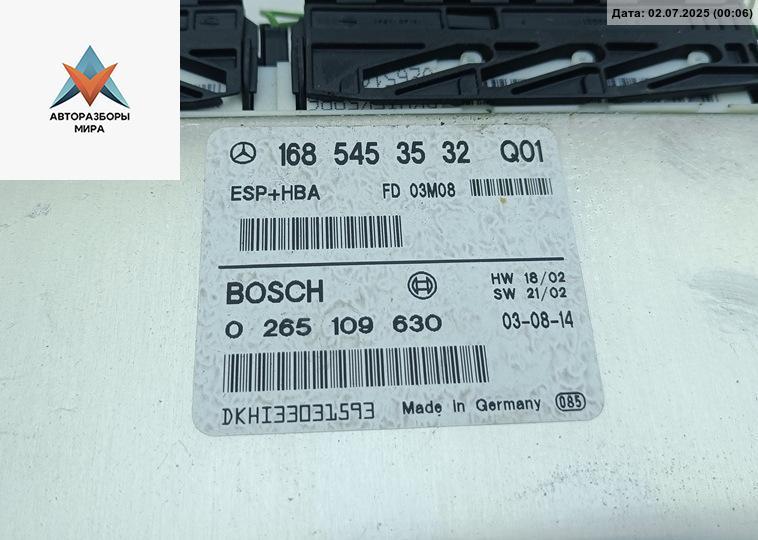 Дата: 02.07.2025 (00:06)
АВТОРАЗБОРЫ
МИРА
168 545 35 32 Q01
ESP+HBA FD 03M08
BOSCH HW 18/02
SW 21/02
0 265 109 630 03-08-14
DKHI33031593 Made In Germany 085